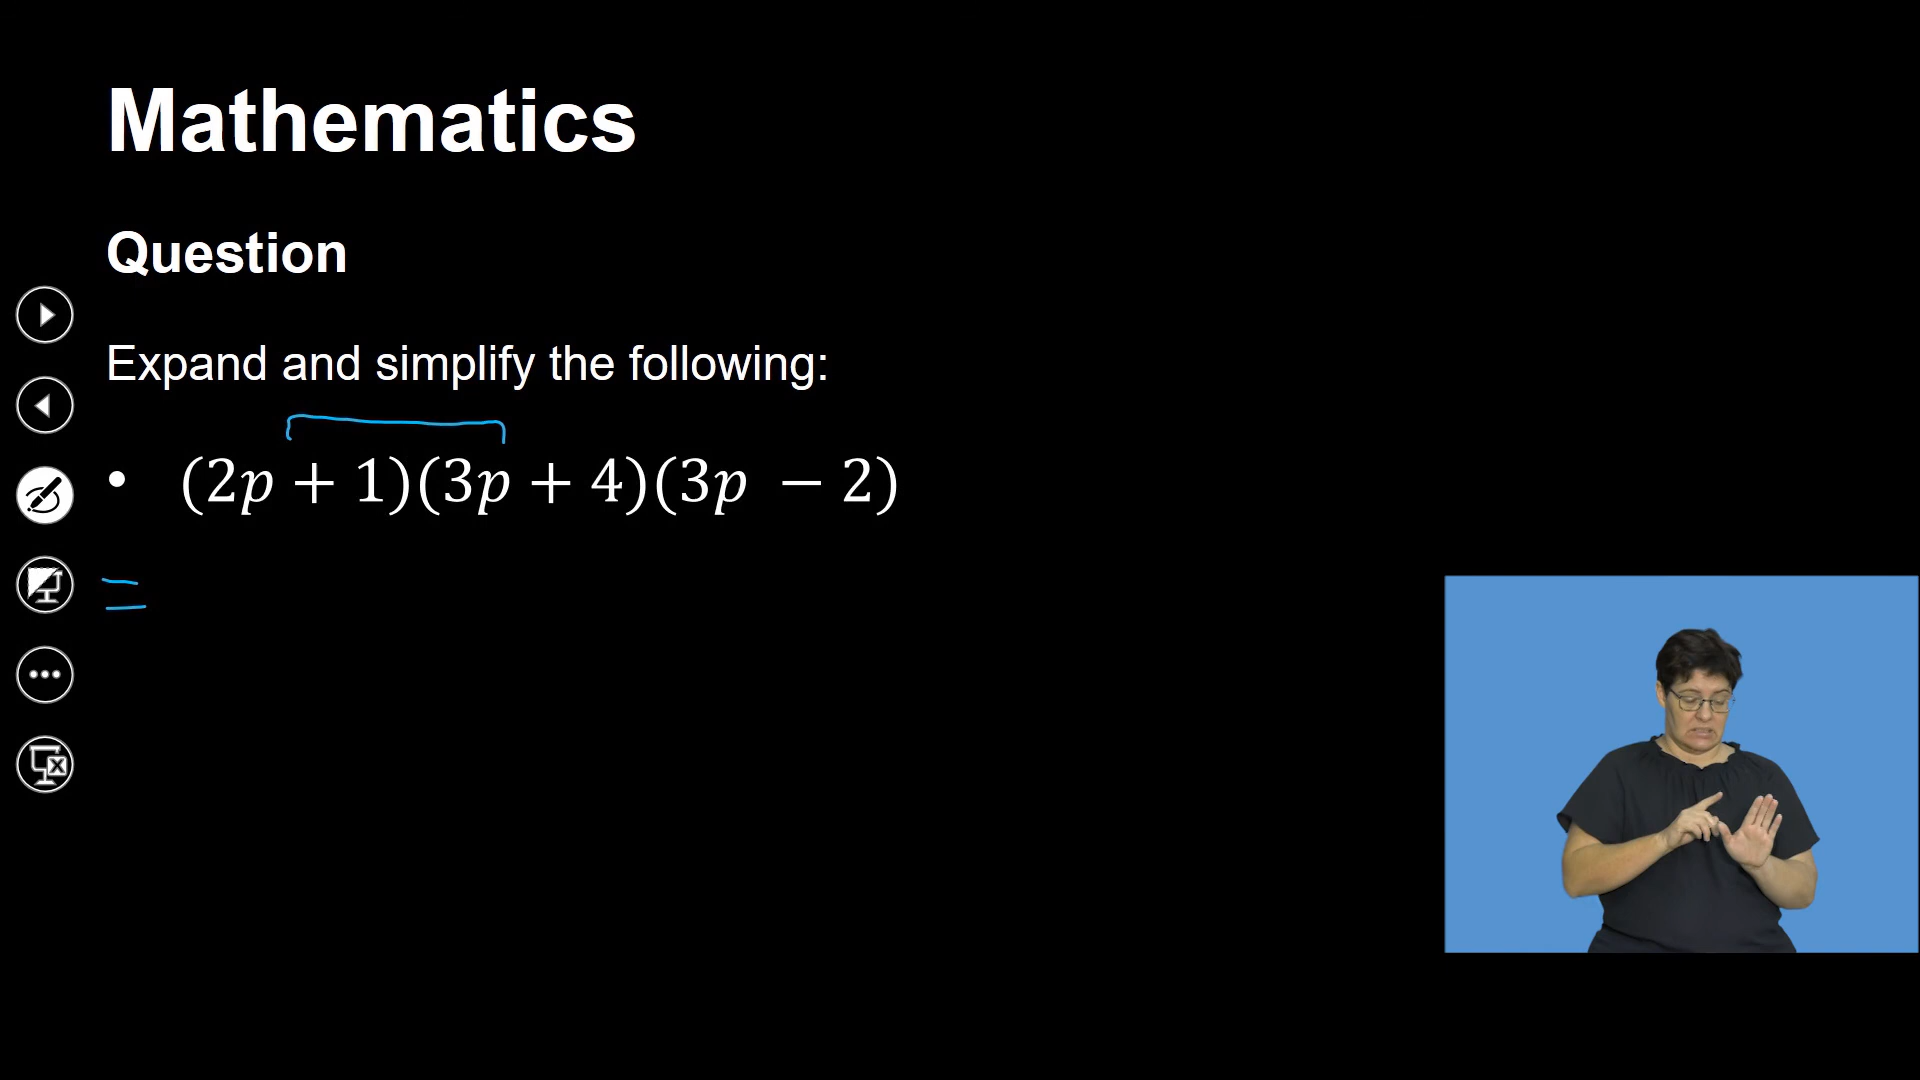 Mathematics
Question
Expand and simplify the following:
• (2p + 1)(3p + 4)(3p − 2)
=